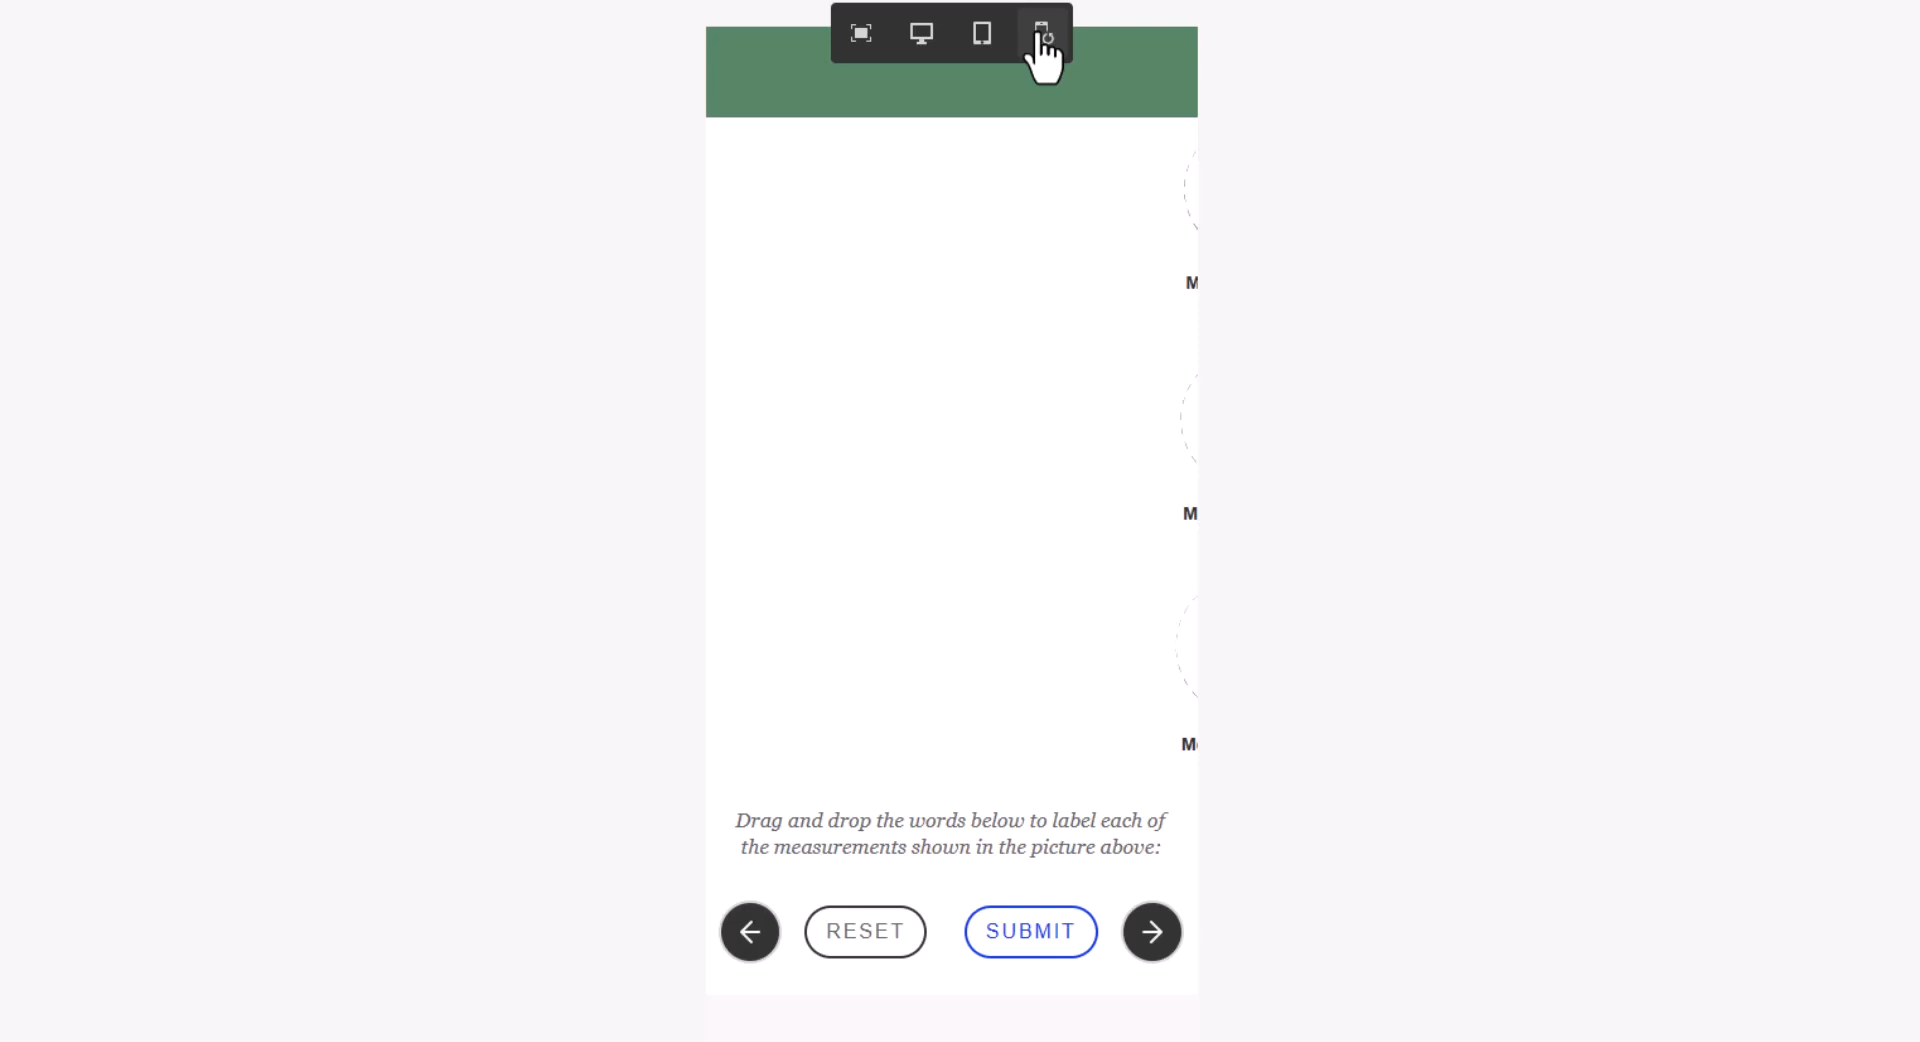 M
M
M
Drag and drop the words below to label each of
the measurements shown in the picture above:
RESET
SUBMIT